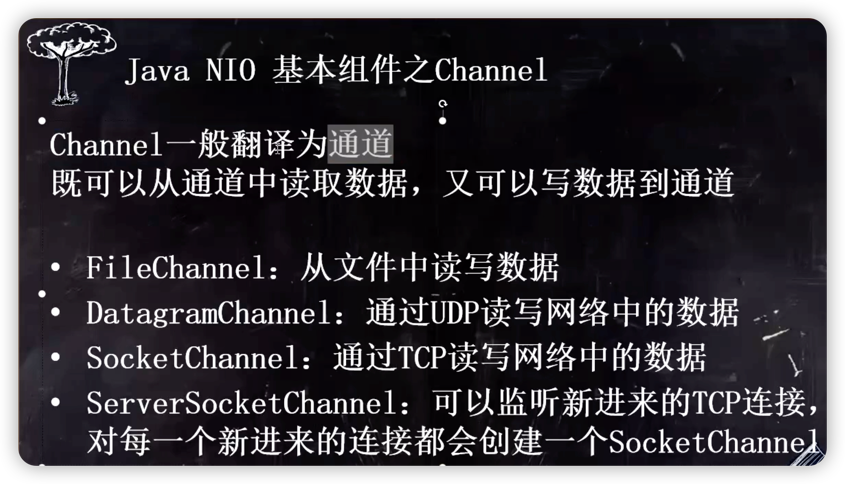 Java NIO 基本组件之Channel
Channel一般翻译为通道
既可以从通道中读取数据，又可以写数据到通道
• FileChannel：从文件中读写数据
• DatagramChannel：通过UDP读写网络中的数据
• SocketChannel：通过TCP读写网络中的数据
• ServerSocketChannel：可以监听新进来的TCP连接，
对每一个新进来的连接都会创建一个SocketChannel